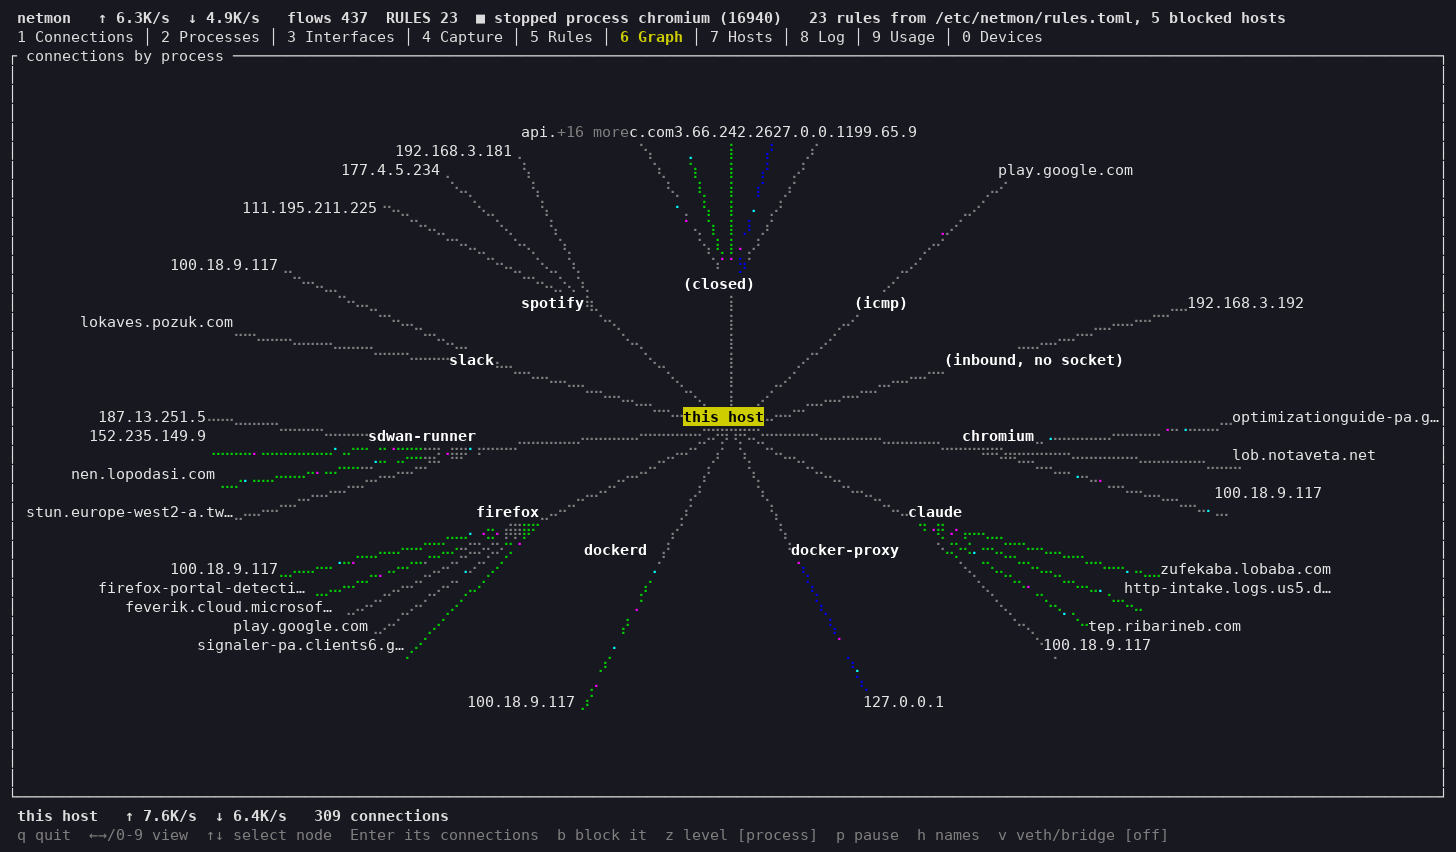 netmon ↑ 6.3K/s ↓ 4.9K/s flows 437 RULES 23 ■ stopped process chromium (16940) 23 rules from /etc/netmon/rules.toml, 5 blocked hosts
1 Connections │ 2 Processes │ 3 Interfaces │ 4 Capture │ 5 Rules │ 6 Graph │ 7 Hosts │ 8 Log │ 9 Usage │ 0 Devices
connections by process
api.+16 morec.com3.66.242.2627.0.0.1199.65.9
192.168.3.181
177.4.5.234 play.google.com
111.195.211.225
100.18.9.117
(closed)
spotify (icmp) 192.168.3.192
lokaves.pozuk.com
slack (inbound, no socket)
187.13.251.5 this host optimizationguide-pa.g…
152.235.149.9 sdwan-runner chromium
lob.notaveta.net
nen.lopodasi.com
100.18.9.117
stun.europe-west2-a.tw… firefox claude
dockerd docker-proxy
100.18.9.117 zufekaba.lobaba.com
firefox-portal-detecti… http-intake.logs.us5.d…
feverik.cloud.microsof…
play.google.com tep.ribarineb.com
signaler-pa.clients6.g… 100.18.9.117
100.18.9.117 127.0.0.1
this host ↑ 7.6K/s ↓ 6.4K/s 309 connections
q quit ←→/0-9 view ↑↓ select node Enter its connections b block it z level [process] p pause h names v veth/bridge [off]